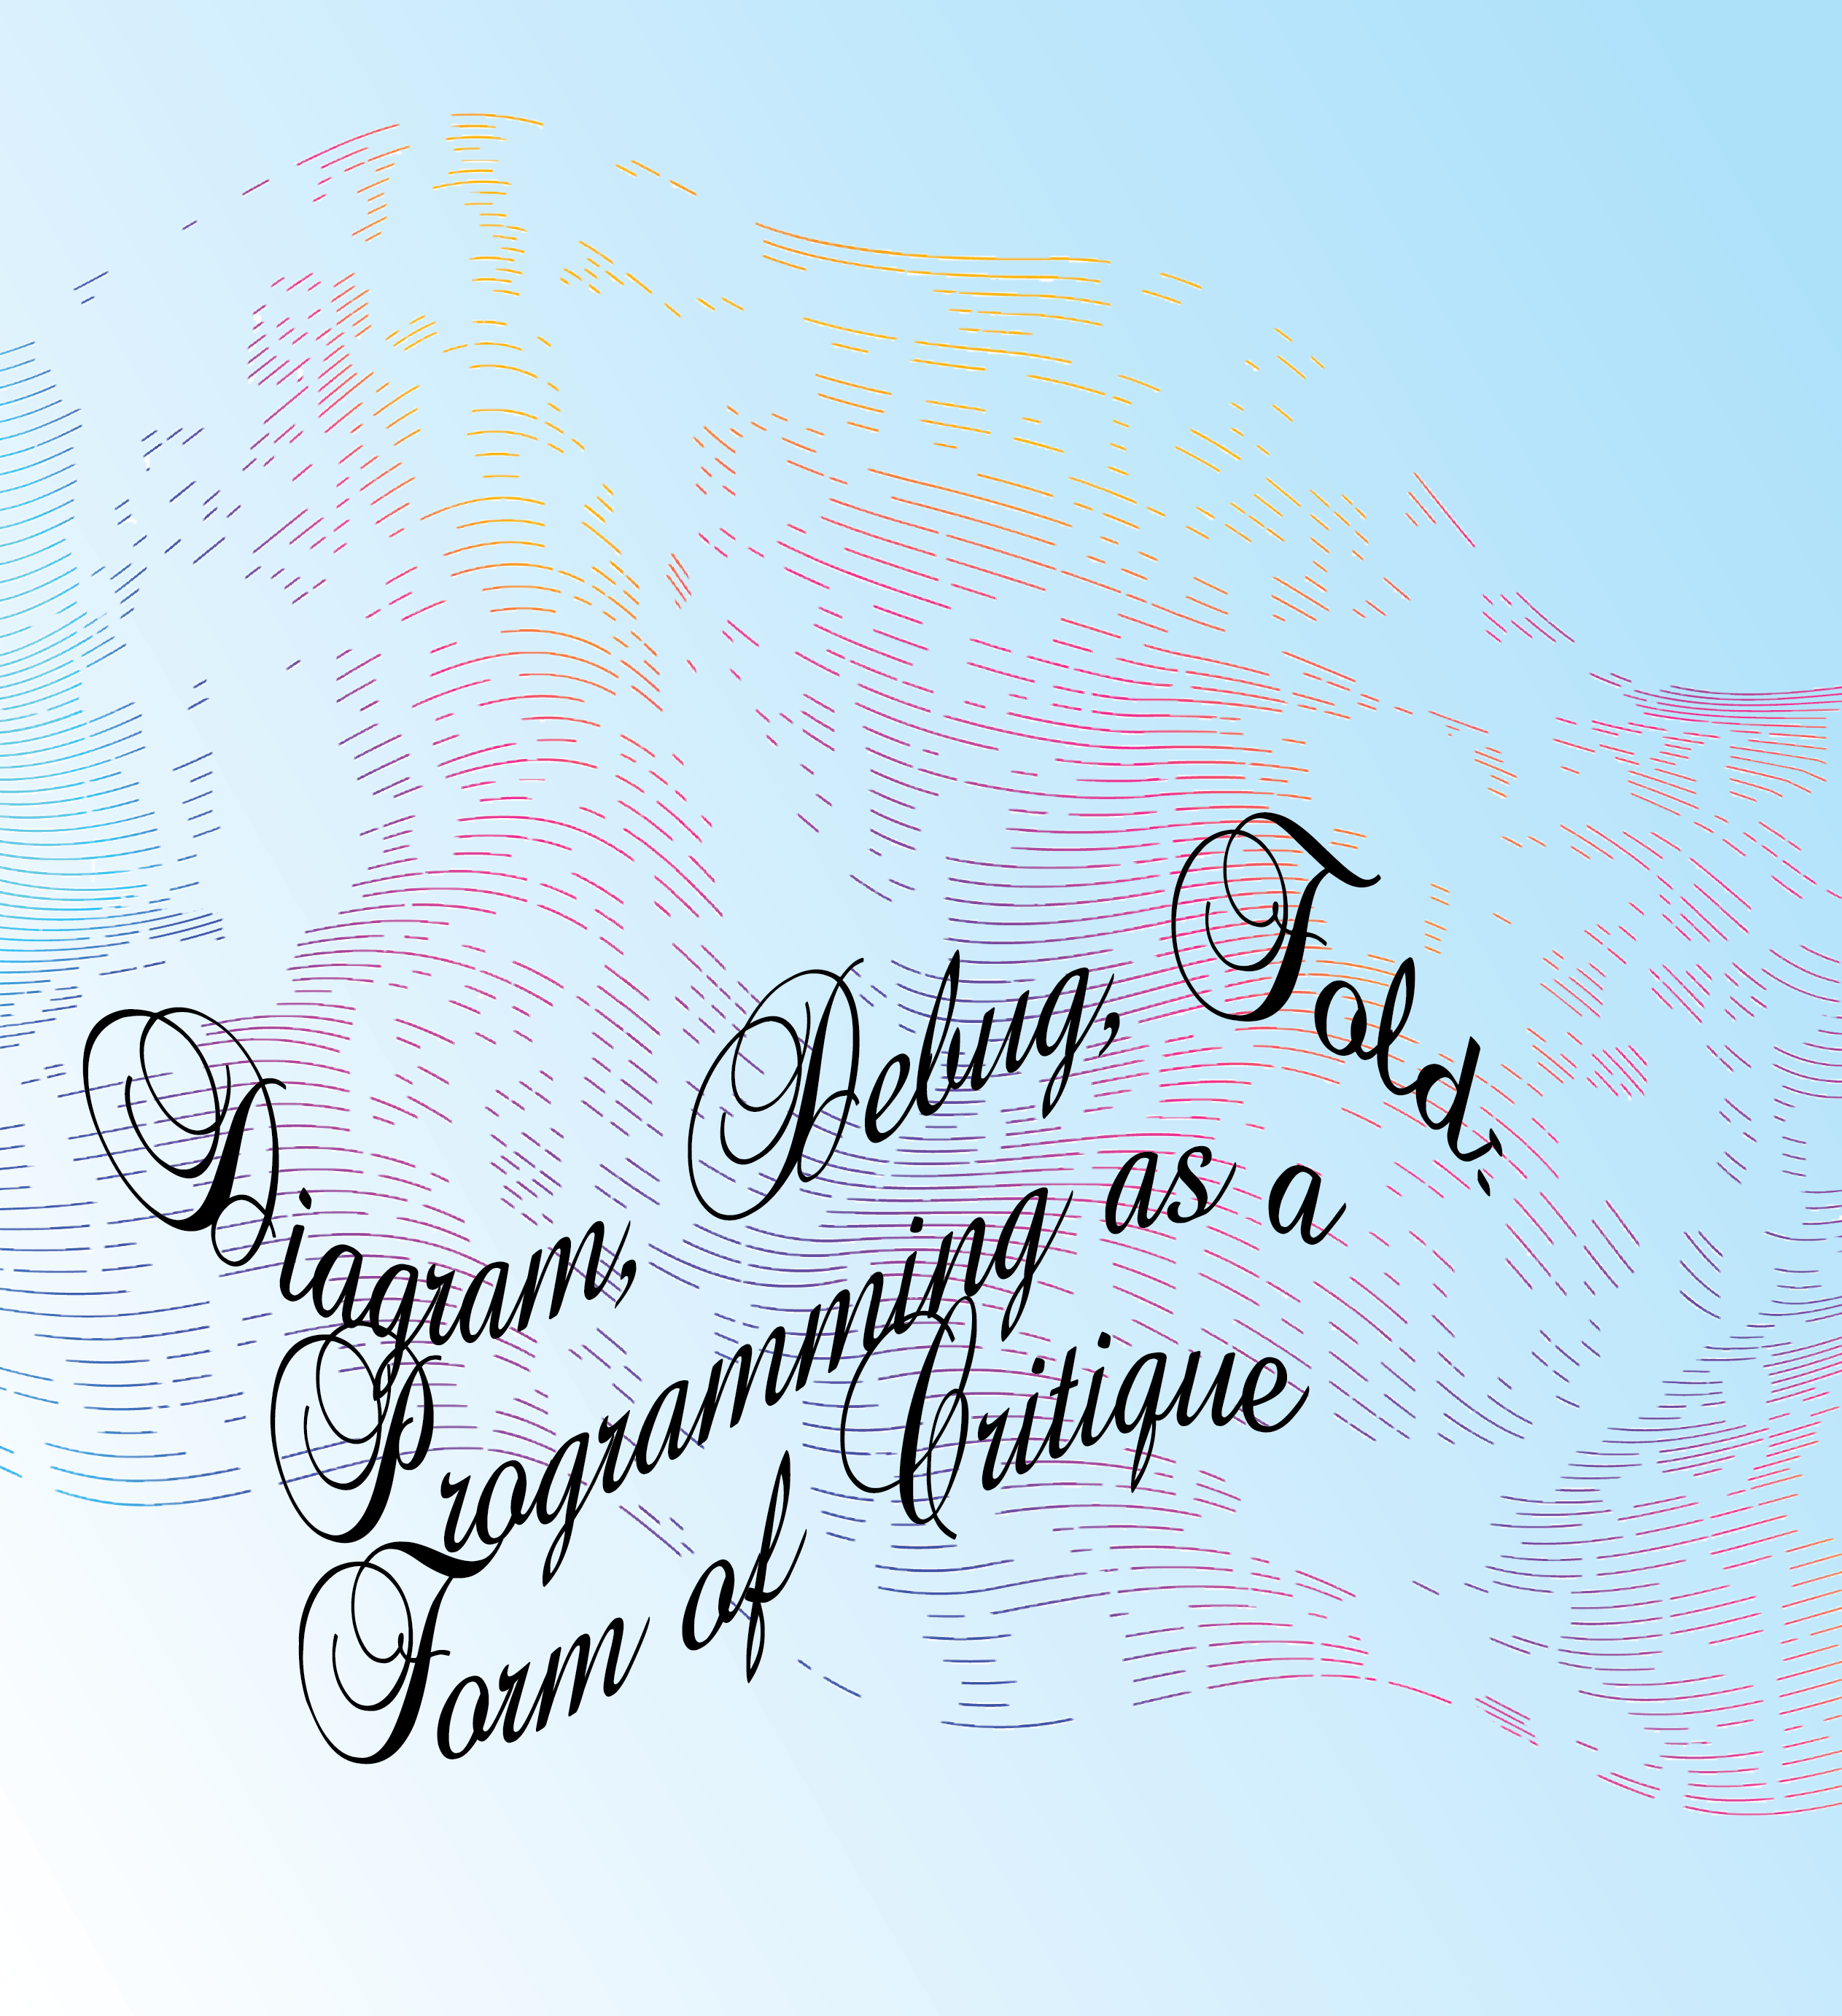 Diagram, Debug, Fold:
Programming as a
Form of Critique